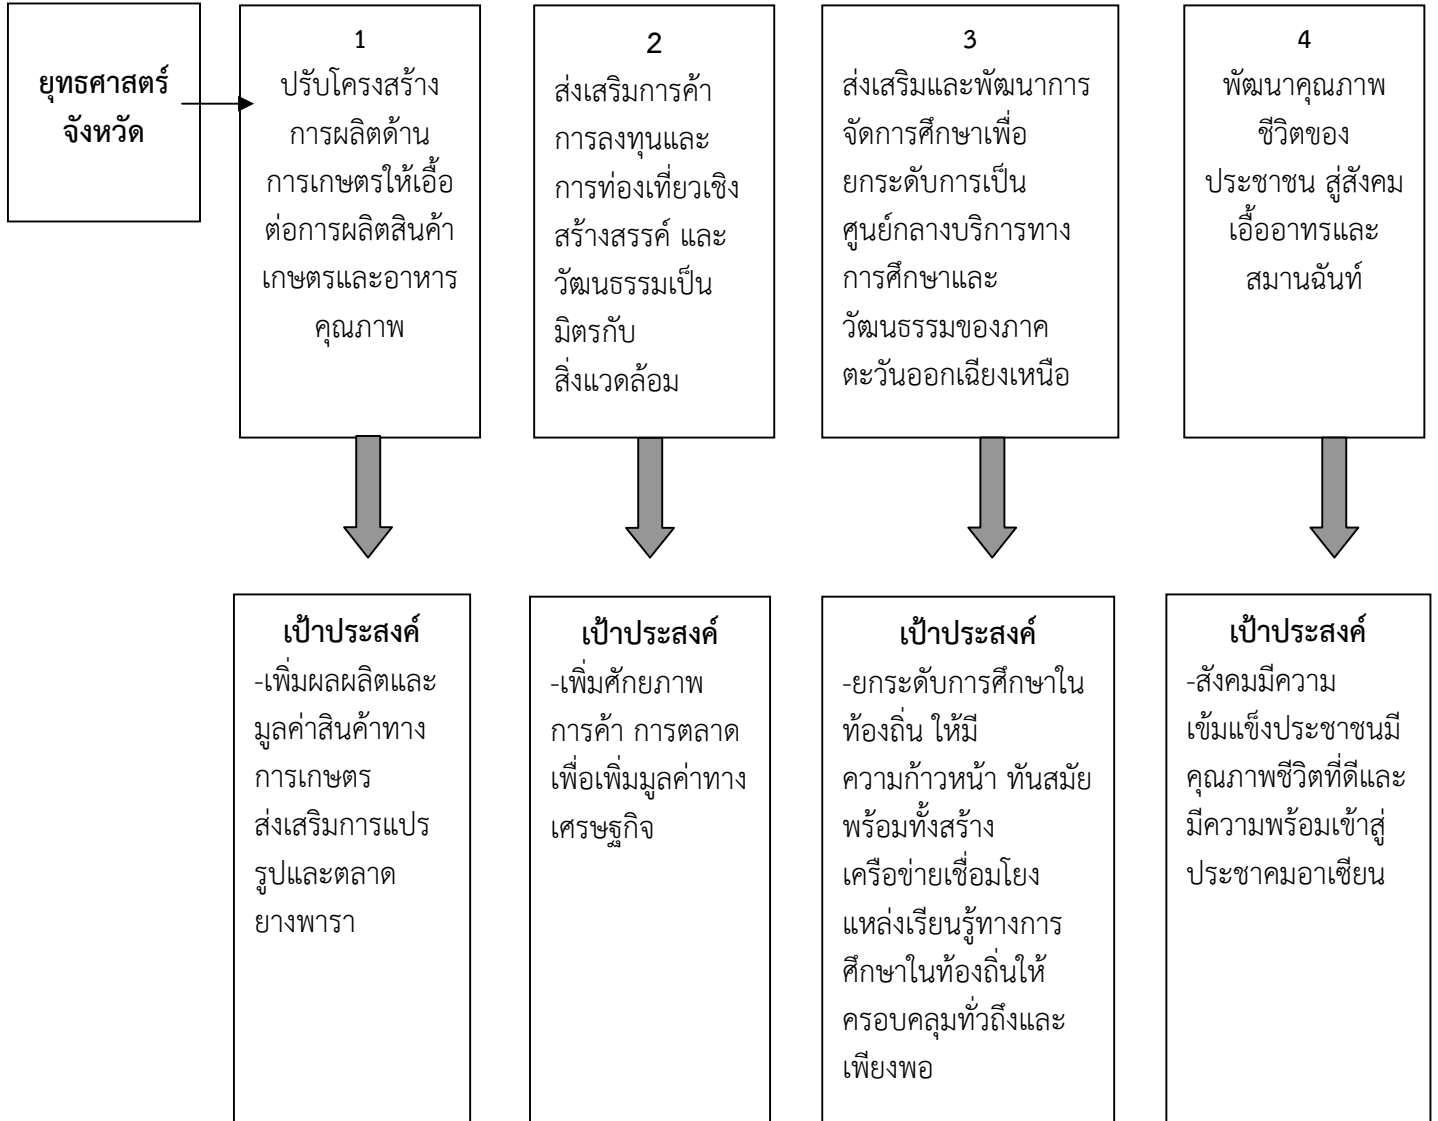 ยุทธศาสตร์
จังหวัด
1
ปรับโครงสร้าง
การผลิตด้าน
การเกษตรให้เอื้อ
ต่อการผลิตสินค้า
เกษตรและอาหาร
คุณภาพ
2
ส่งเสริมการค้า
การลงทุนและ
การท่องเที่ยวเชิง
สร้างสรรค์ และ
วัฒนธรรมเป็น
มิตรกับ
สิ่งแวดล้อม
3
ส่งเสริมและพัฒนาการ
จัดการศึกษาเพื่อ
ยกระดับการเป็น
ศูนย์กลางบริการทาง
การศึกษาและ
วัฒนธรรมของภาค
ตะวันออกเฉียงเหนือ
4
พัฒนาคุณภาพ
ชีวิตของ
ประชาชน สู่สังคม
เอื้ออาทรและ
สมานฉันท์
เป้าประสงค์
-เพิ่มผลผลิตและ
มูลค่าสินค้าทาง
การเกษตร
ส่งเสริมการแปร
รูปและตลาด
ยางพารา
เป้าประสงค์
-เพิ่มศักยภาพ
การค้า การตลาด
เพื่อเพิ่มมูลค่าทาง
เศรษฐกิจ
เป้าประสงค์
-ยกระดับการศึกษาใน
ท้องถิ่น ให้มี
ความก้าวหน้า ทันสมัย
พร้อมทั้งสร้าง
เครือข่ายเชื่อมโยง
แหล่งเรียนรู้ทางการ
ศึกษาในท้องถิ่นให้
ครอบคลุมทั่วถึงและ
เพียงพอ
เป้าประสงค์
-สังคมมีความ
เข้มแข็งประชาชนมี
คุณภาพชีวิตที่ดีและ
มีความพร้อมเข้าสู่
ประชาคมอาเซียน